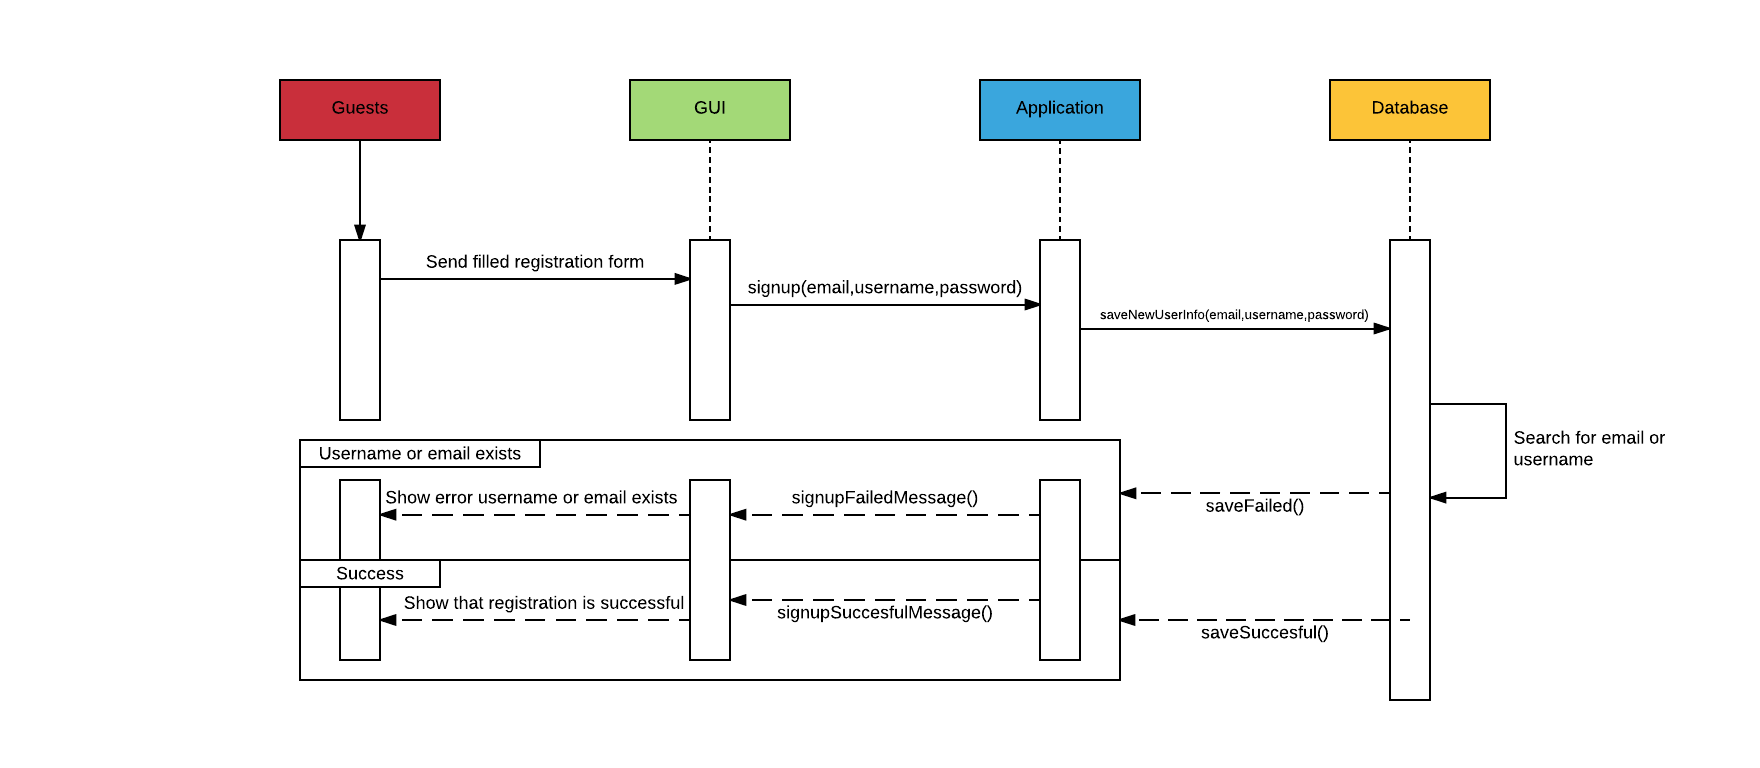 Guests
GUI
Application
Database
Send filled registration form
signup(email,username,password)
saveNewUserInfo(email,username,password)
Search for email or
username
Username or email exists
Show error username or email exists
signupFailedMessage()
saveFailed()
Success
Show that registration is successful
signupSuccesfulMessage()
saveSuccesful()